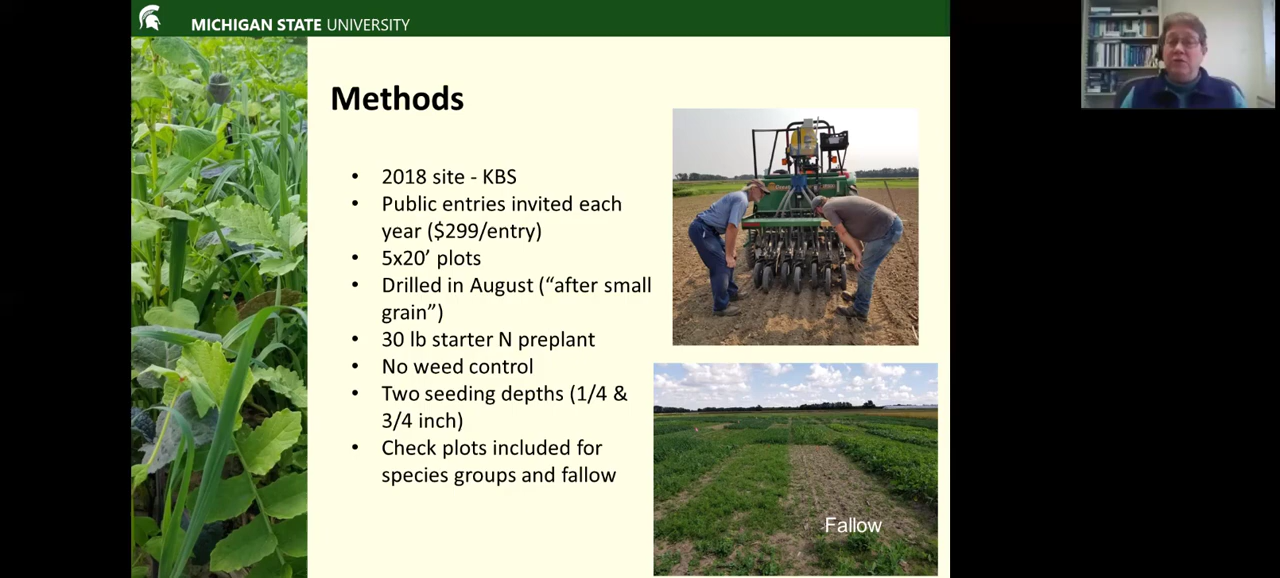 MICHIGAN STATE UNIVERSITY
Methods
• 2018 site - KBS
• Public entries invited each
year ($299/entry)
• 5x20’ plots
• Drilled in August (“after small
grain”)
• 30 lb starter N preplant
• No weed control
• Two seeding depths (1/4 &
3/4 inch)
• Check plots included for
species groups and fallow
Fallow